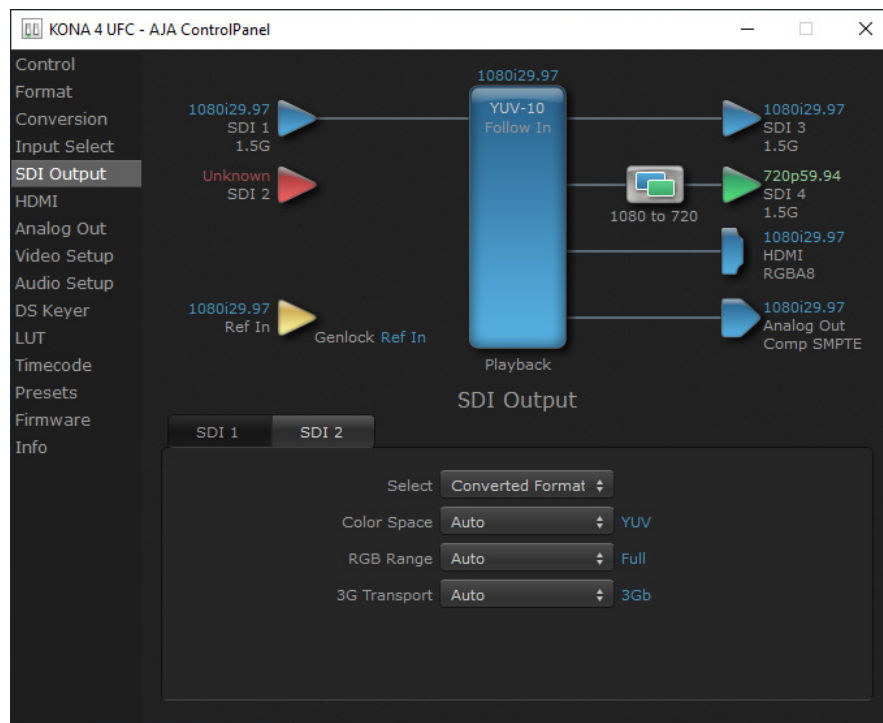 KONA 4 UFC - AJA ControlPanel
Control
Format
Conversion
Input Select
SDI Output
HDMI
Analog Out
Video Setup
Audio Setup
DS Keyer
LUT
Timecode
Presets
Firmware
Info
1080i29.97
SDI 1
1.5G
Unknown
SDI 2
1080i29.97
Ref In
Genlock Ref In
1080i29.97
YUV-10
Follow In
Playback
1080 to 720
1080i29.97
SDI 3
1.5G
720p59.94
SDI 4
1.5G
1080i29.97
HDMI
RGBA8
1080i29.97
Analog Out
Comp SMPTE
SDI Output
SDI 1 SDI 2
Select Converted Format
Color Space Auto YUV
RGB Range Auto Full
3G Transport Auto 3Gb